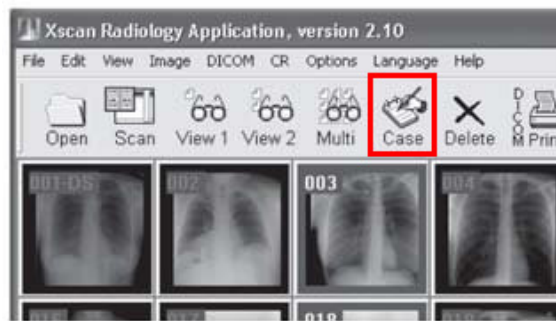 Xscan Radiology Application, version 2.10
File Edit View Image DICOM CR Options Language Help
Open Scan View 1 View 2 Multi Case Delete DICOM Prin
001-DS 002 003 004
018